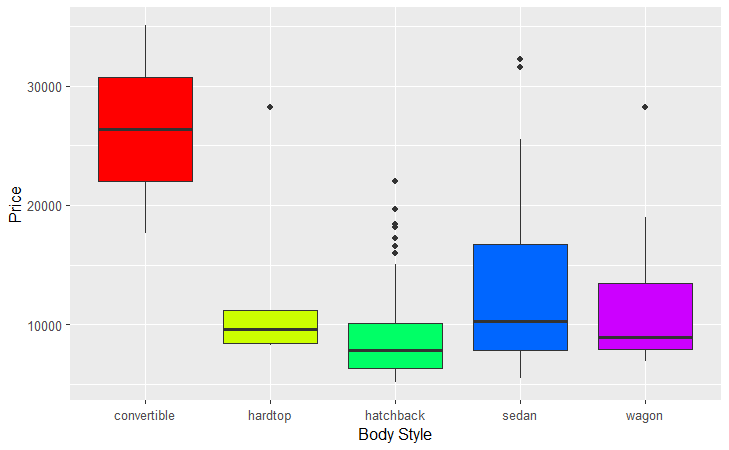 30000
20000
10000
Price
convertible hardtop hatchback sedan wagon
Body Style